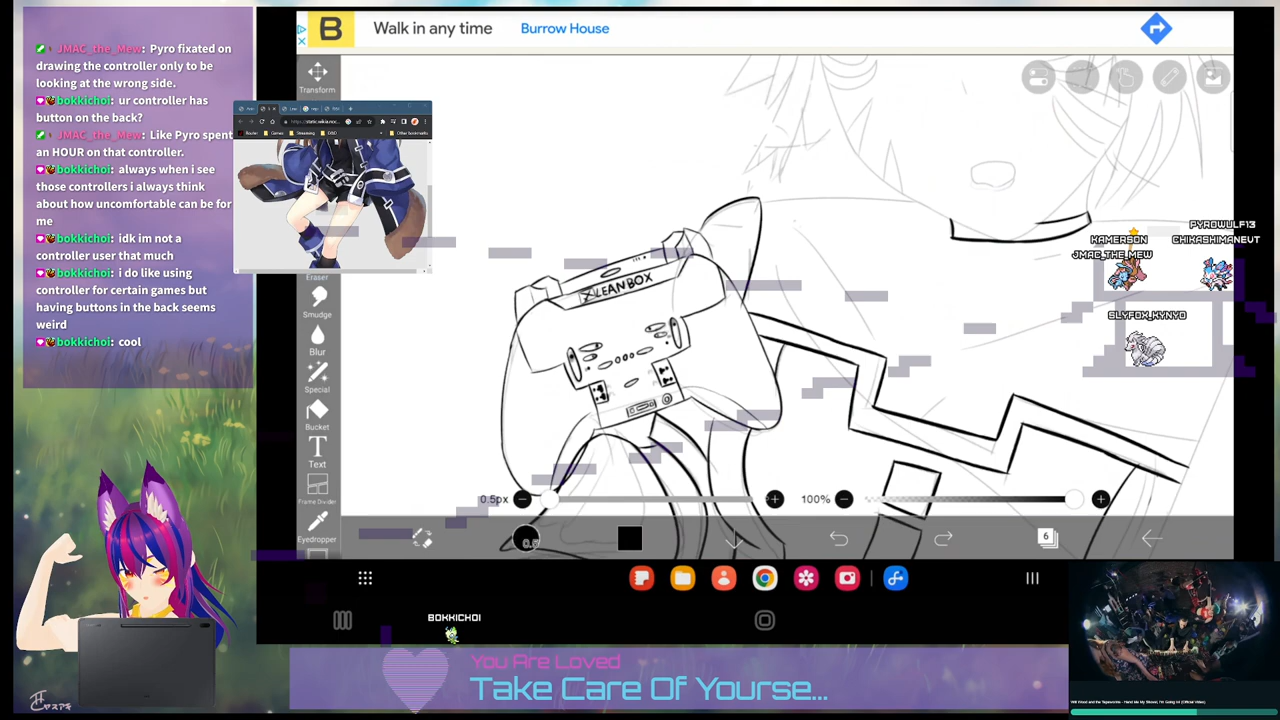 JMAC_the_Mew: Pyro fixated on
drawing the controller only to be
looking at the wrong side.
bokkichoi: ur controller has
button on the back?
JMAC_the_Mew: Like Pyro spent
an HOUR on that controller.
bokkichoi: always when i see
those controllers i always think
about how uncomfortable can be for
me
bokkichoi: idk im not a
controller user that much
bokkichoi: i do like using
controller for certain games but
having buttons in the back seems
weird
bokkichoi: cool
B
Walk in any time
Burrow House
Transform
Eraser
Smudge
Blur
Special
Bucket
Text
Frame Divider
Eyedropper
LEANBOX
PYROWULF13
KAMERSON
CHIKASHIMANEUT
JMAC_THE_MEW
SLYFOX_KYNYO
0.5px
100%
6
BOKKICHOI
You Are Loved
Take Care Of Yourse...